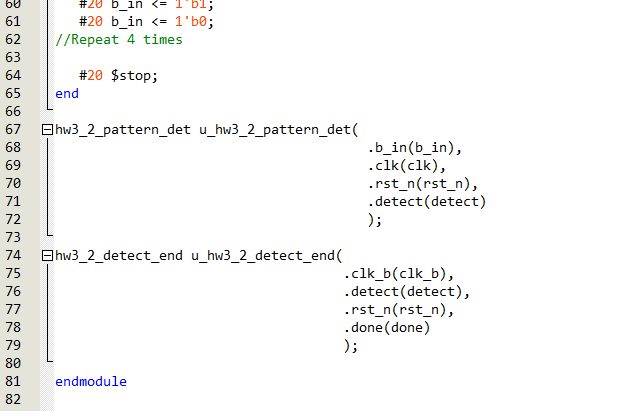 60 #20 b_in <= 1'b1;
61 #20 b_in <= 1'b0;
62 //Repeat 4 times
63
64 #20 $stop;
65 end
66
67 hw3_2_pattern_det u_hw3_2_pattern_det(
68 .b_in(b_in),
69 .clk(clk),
70 .rst_n(rst_n),
71 .detect(detect)
72 );
73
74 hw3_2_detect_end u_hw3_2_detect_end(
75 .clk_b(clk_b),
76 .detect(detect),
77 .rst_n(rst_n),
78 .done(done)
79 );
80
81 endmodule
82